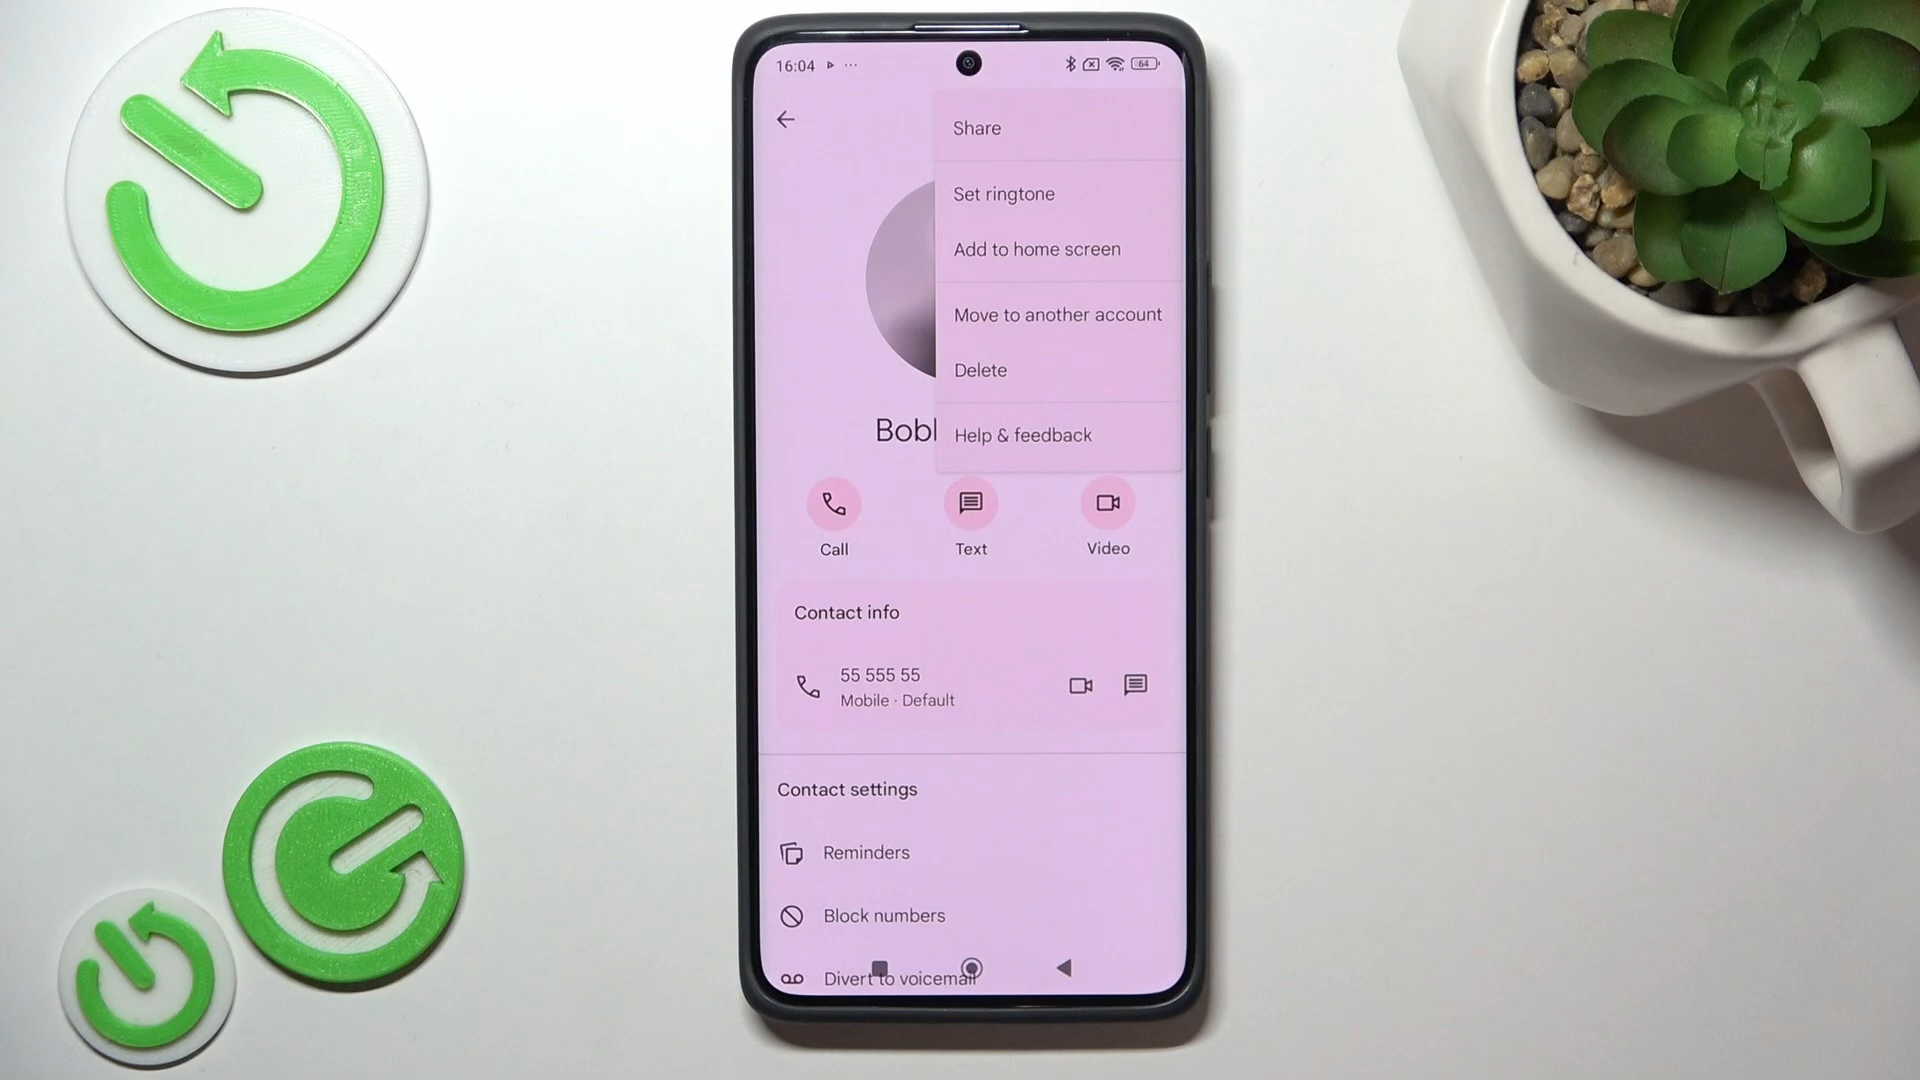 16:04
64
Share
Set ringtone
Add to home screen
Move to another account
Delete
Help & feedback
Call
Text
Video
Contact info
55 555 55
Mobile · Default
Contact settings
Reminders
Block numbers
Divert to voicemail